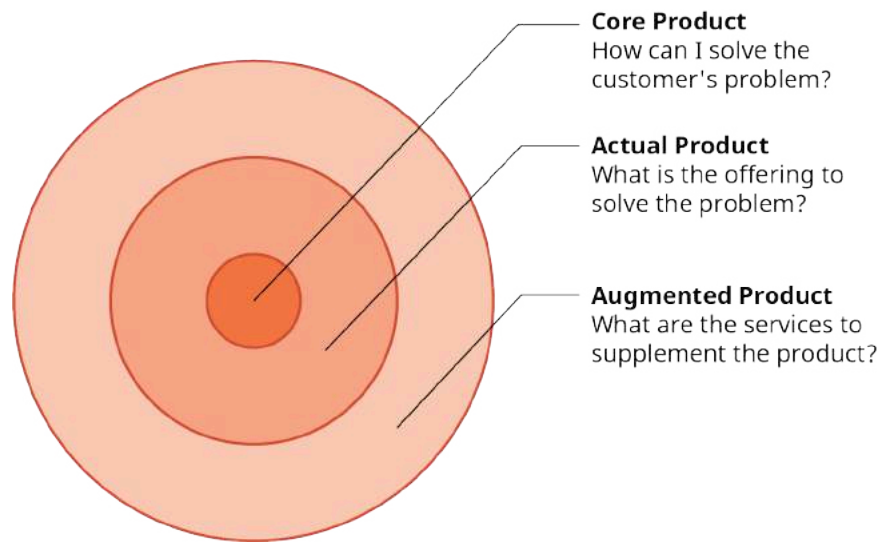 Core Product
How can I solve the
customer's problem?
Actual Product
What is the offering to
solve the problem?
Augmented Product
What are the services to
supplement the product?